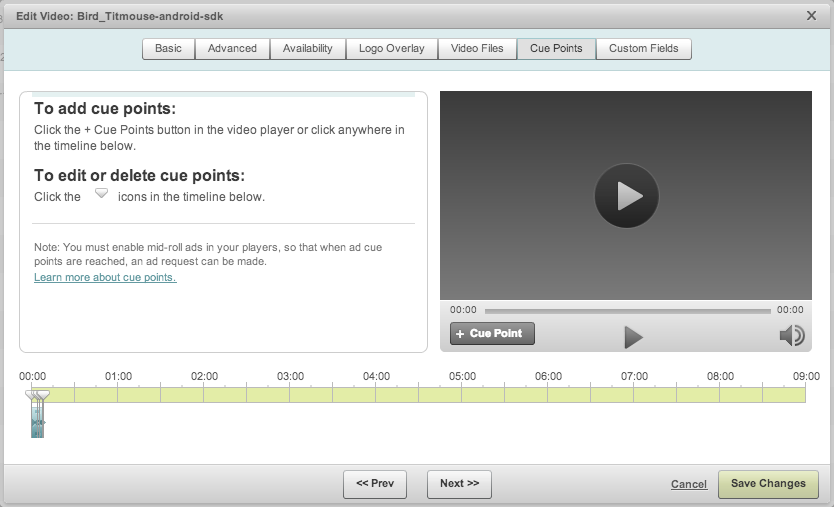 Edit Video: Bird_Titmouse-android-sdk
Basic
Advanced
Availability
Logo Overlay
Video Files
Cue Points
Custom Fields
To add cue points:
Click the + Cue Points button in the video player or click anywhere in
the timeline below.
To edit or delete cue points:
Click the icons in the timeline below.
Note: You must enable mid-roll ads in your players, so that when ad cue
points are reached, an ad request can be made.
Learn more about cue points.
00:00 00:00
+ Cue Point
00:00 01:00 02:00 03:00 04:00 05:00 06:00 07:00 08:00 09:00
<< Prev
Next >>
Cancel
Save Changes